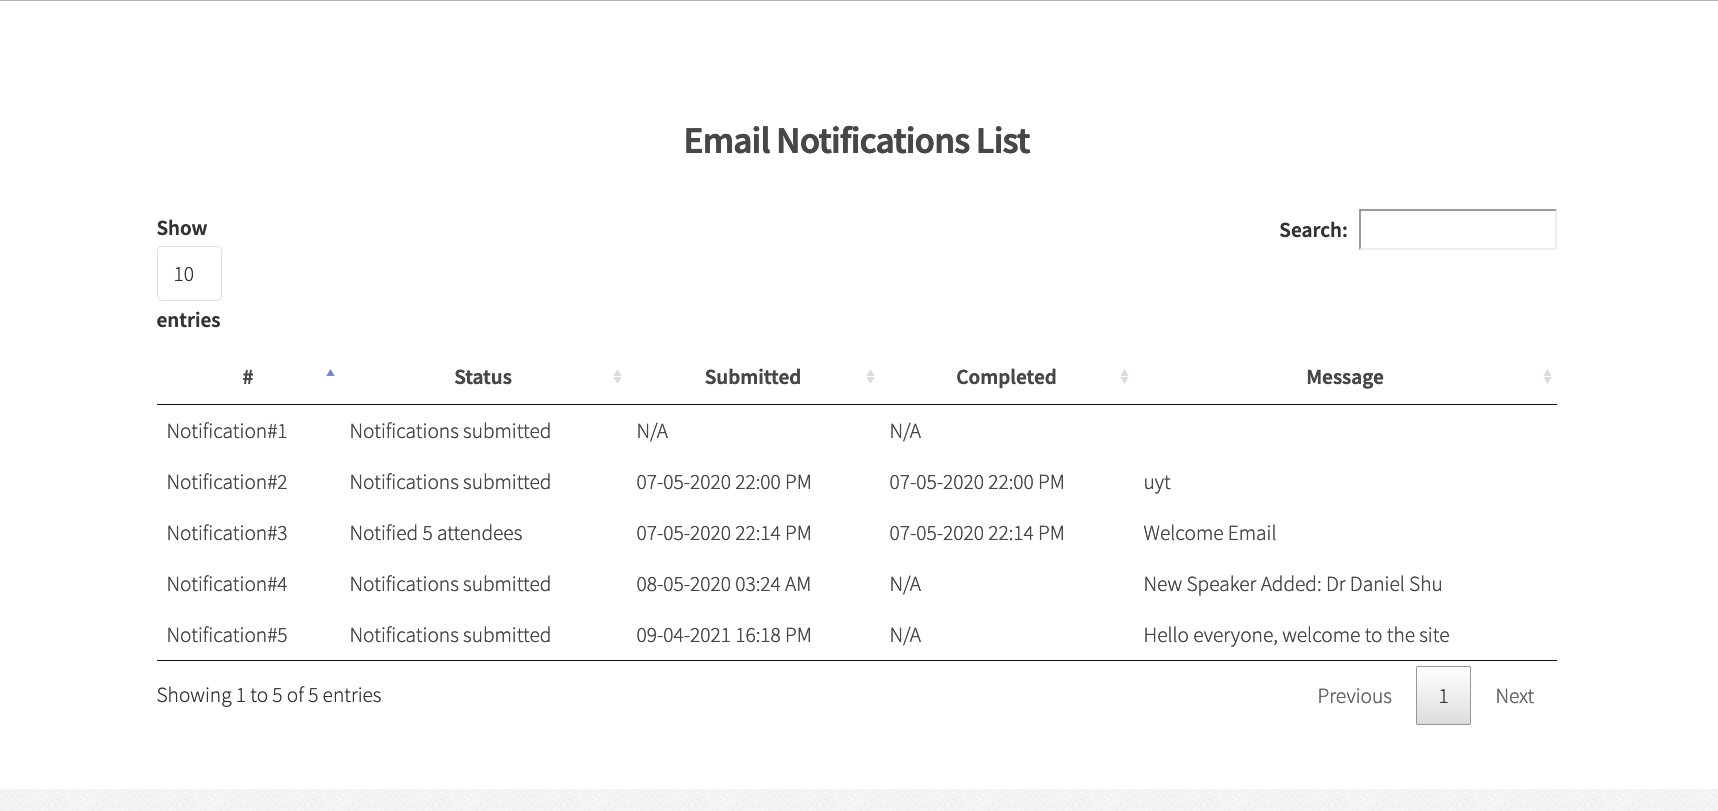 Email Notifications List
Show
10
entries
Search:
# Status Submitted Completed Message
Notification#1 Notifications submitted N/A N/A
Notification#2 Notifications submitted 07-05-2020 22:00 PM 07-05-2020 22:00 PM uyt
Notification#3 Notified 5 attendees 07-05-2020 22:14 PM 07-05-2020 22:14 PM Welcome Email
Notification#4 Notifications submitted 08-05-2020 03:24 AM N/A New Speaker Added: Dr Daniel Shu
Notification#5 Notifications submitted 09-04-2021 16:18 PM N/A Hello everyone, welcome to the site
Showing 1 to 5 of 5 entries
Previous 1 Next